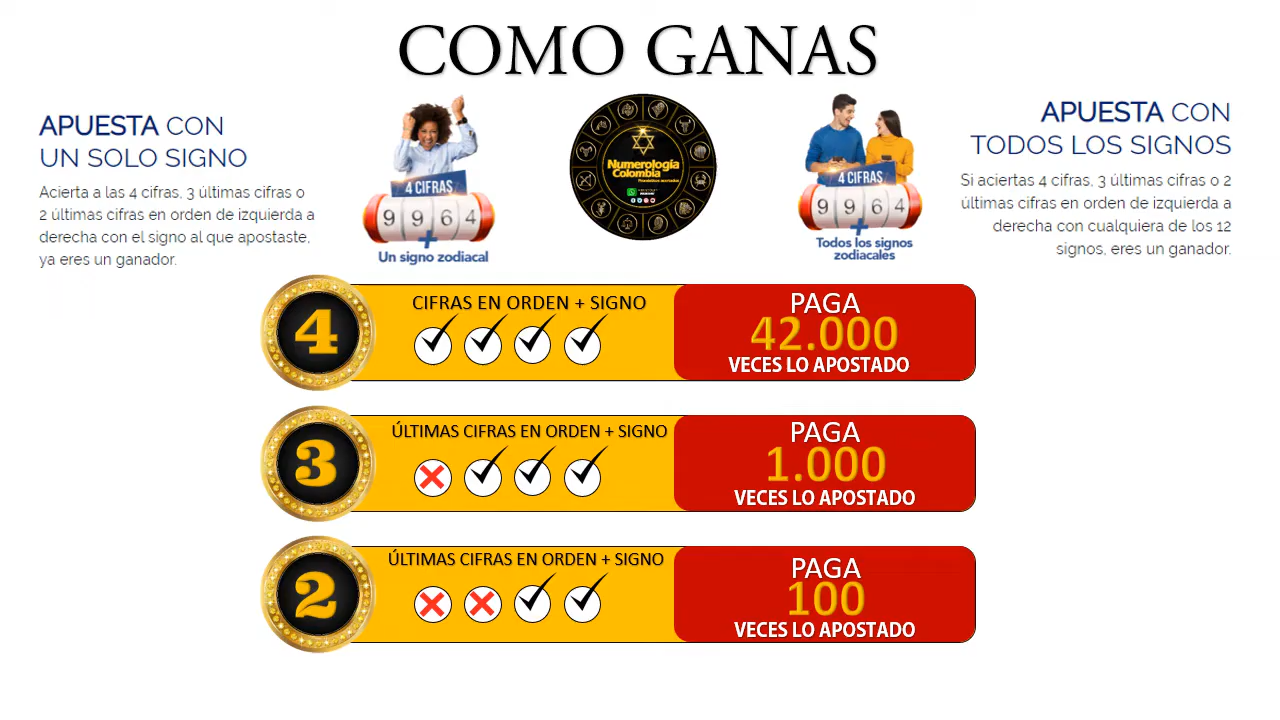 COMO GANAS
APUESTA CON
UN SOLO SIGNO
Acierta a las 4 cifras, 3 últimas cifras o
2 últimas cifras en orden de izquierda a
derecha con el signo al que apostaste,
ya eres un ganador.
4 CIFRAS
9 9 6 4
+
Un signo zodiacal
Numerología
Colombia
APUESTA CON
TODOS LOS SIGNOS
Si aciertas 4 cifras, 3 últimas cifras o 2
últimas cifras en orden de izquierda a
derecha con cualquiera de los 12
signos, eres un ganador.
4 CIFRAS
9 9 6 4
+
Todos los signos
zodiacales
4
CIFRAS EN ORDEN + SIGNO
PAGA
42.000
VECES LO APOSTADO
3
ÚLTIMAS CIFRAS EN ORDEN + SIGNO
PAGA
1.000
VECES LO APOSTADO
2
ÚLTIMAS CIFRAS EN ORDEN + SIGNO
PAGA
100
VECES LO APOSTADO